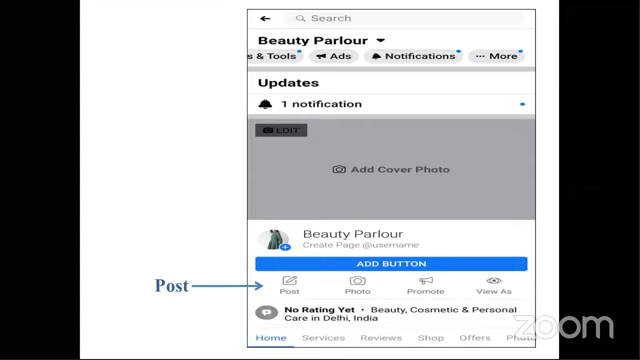 Search
Beauty Parlour
s & Tools
Ads
Notifications
More
Updates
1 notification
EDIT
Add Cover Photo
Beauty Parlour
Create Page @username
ADD BUTTON
Post
Post
Photo
Promote
View As
No Rating Yet • Beauty, Cosmetic & Personal
Care in Delhi, India
zoom
Home
Services
Reviews
Shop
Offers
Photo